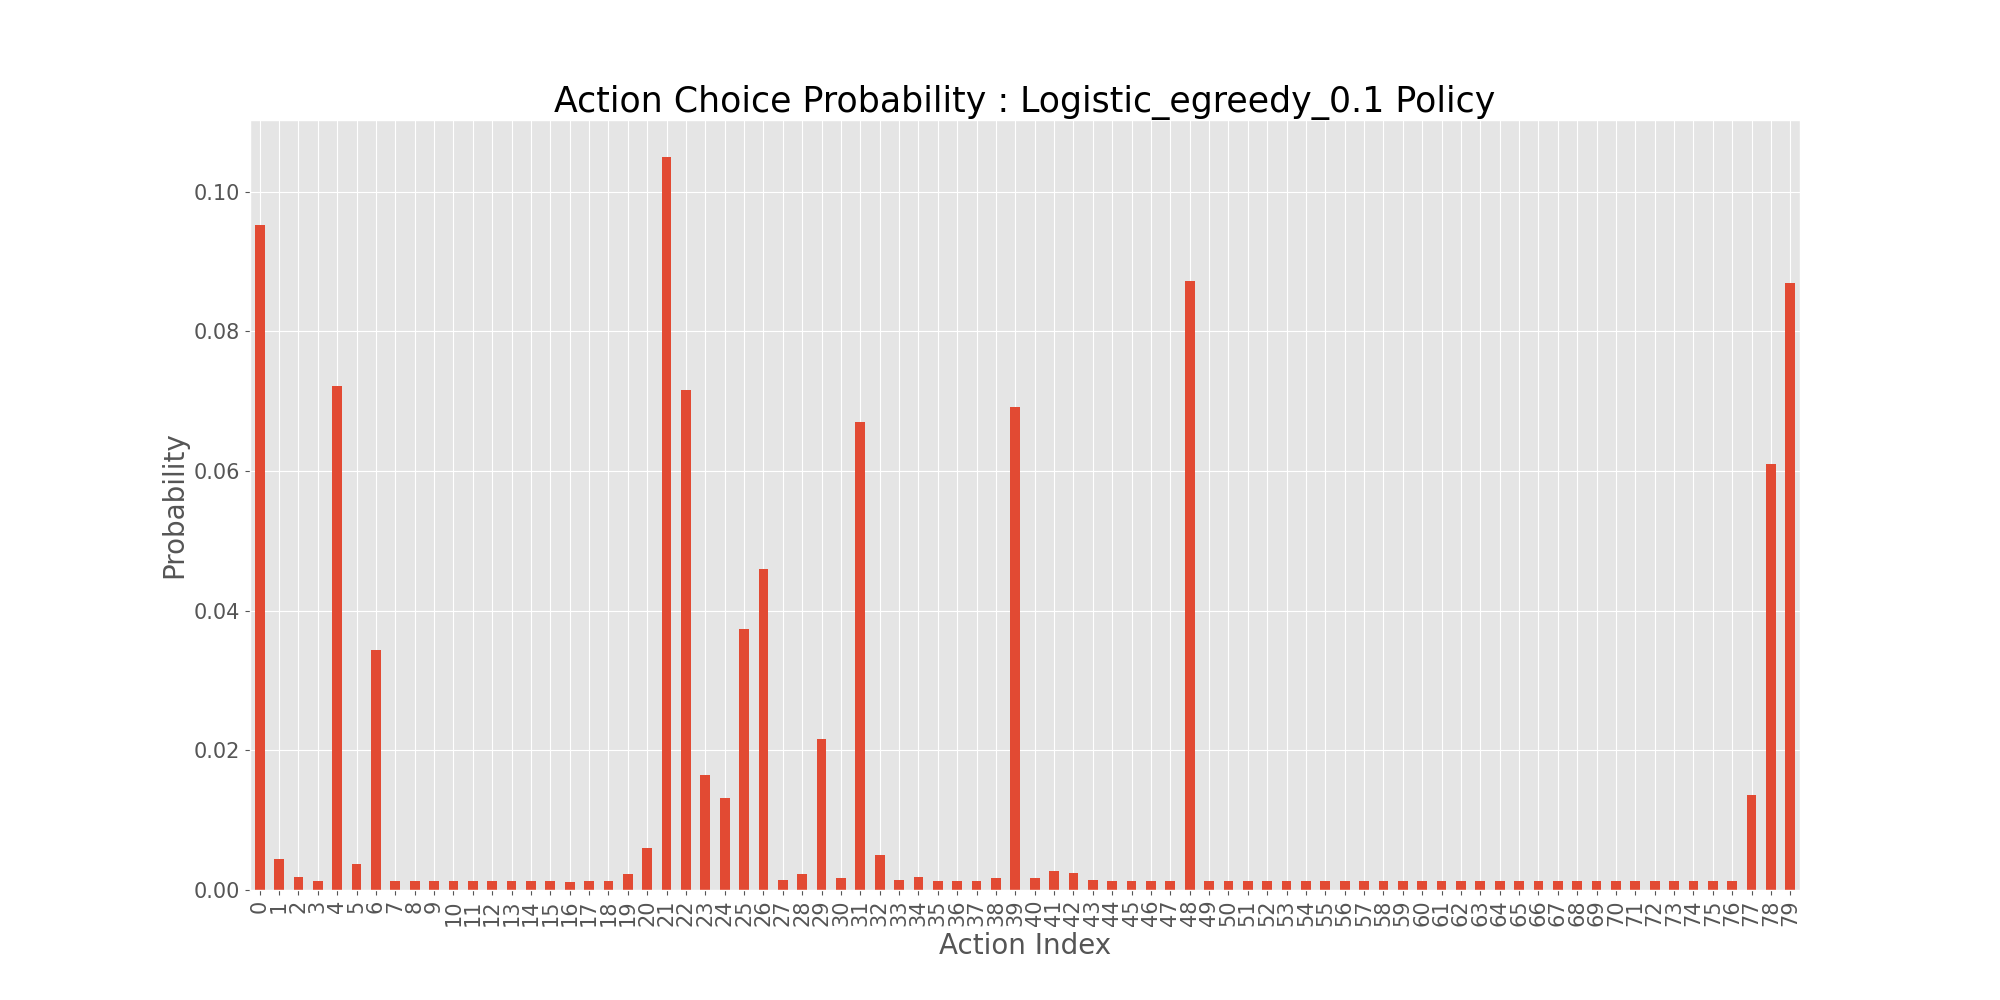 Action Choice Probability : Logistic_egreedy_0.1 Policy
Probability
0.10
0.08
0.06
0.04
0.02
0.00
0 1 2 3 4 5 6 7 8 9 10 11 12 13 14 15 16 17 18 19 20 21 22 23 24 25 26 27 28 29 30 31 32 33 34 35 36 37 38 39 40 41 42 43 44 45 46 47 48 49 50 51 52 53 54 55 56 57 58 59 60 61 62 63 64 65 66 67 68 69 70 71 72 73 74 75 76 77 78 79
Action Index